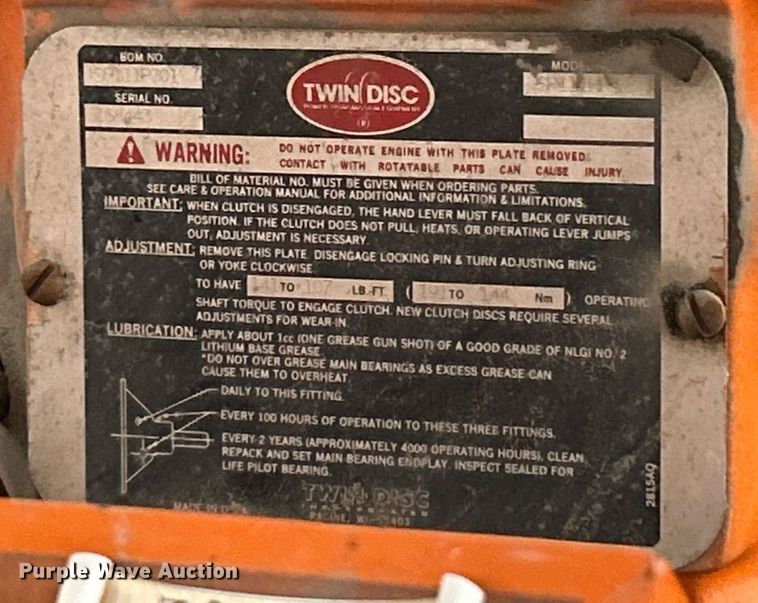 BOM NO.
MODEL
SERIAL NO.
TWIN DISC
WARNING: DO NOT OPERATE ENGINE WITH THIS PLATE REMOVED.
CONTACT WITH ROTATABLE PARTS CAN CAUSE INJURY.
BILL OF MATERIAL NO. MUST BE GIVEN WHEN ORDERING PARTS.
SEE CARE & OPERATION MANUAL FOR ADDITIONAL INFORMATION & LIMITATIONS.
IMPORTANT: WHEN CLUTCH IS DISENGAGED, THE HAND LEVER MUST FALL BACK OF VERTICAL
POSITION. IF THE CLUTCH DOES NOT PULL, HEATS, OR OPERATING LEVER JUMPS
OUT, ADJUSTMENT IS NECESSARY.
ADJUSTMENT: REMOVE THIS PLATE, DISENGAGE LOCKING PIN & TURN ADJUSTING RING
OR YOKE CLOCKWISE
TO HAVE 141 TO 107 LB-FT ( 191 TO 144 Nm ) OPERATING
SHAFT TORQUE TO ENGAGE CLUTCH. NEW CLUTCH DISCS REQUIRE SEVERAL
ADJUSTMENTS FOR WEAR-IN.
LUBRICATION: APPLY ABOUT 1cc (ONE GREASE GUN SHOT) OF A GOOD GRADE OF NLGI NO. 2
LITHIUM BASE GREASE.
*DO NOT OVER GREASE MAIN BEARINGS AS EXCESS GREASE CAN
CAUSE THEM TO OVERHEAT.
DAILY TO THIS FITTING.
EVERY 100 HOURS OF OPERATION TO THESE THREE FITTINGS.
EVERY 2 YEARS (APPROXIMATELY 4000 OPERATING HOURS), CLEAN,
REPACK AND SET MAIN BEARING ENDPLAY. INSPECT SEALED FOR
LIFE PILOT BEARING.
TWIN DISC
INCORPORATED
RACINE, WI 53403
MADE IN U.S.A.
2815AQ
Purple Wave Auction